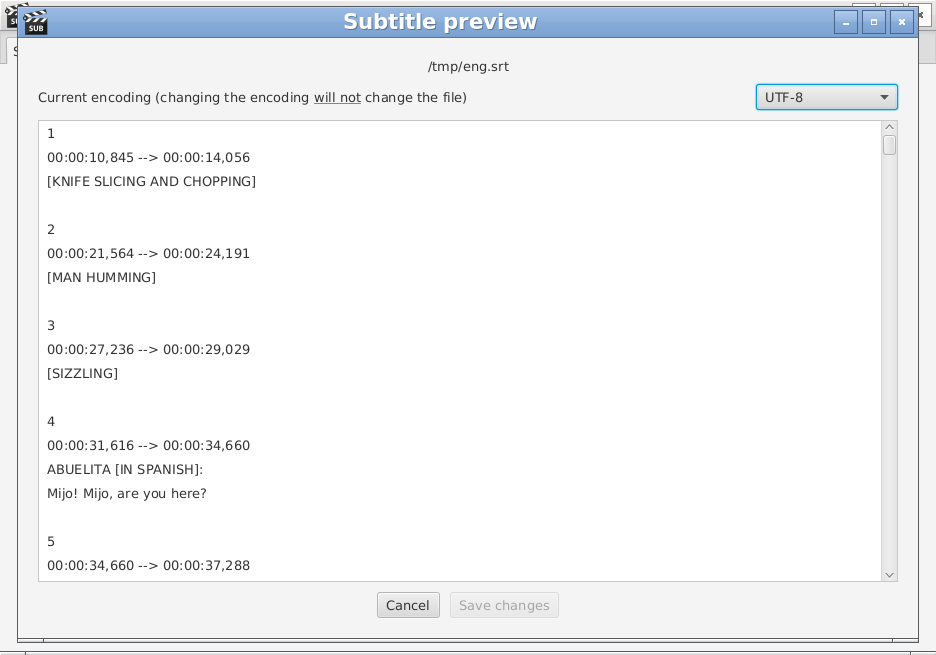 SUB
Subtitle preview
/tmp/eng.srt
Current encoding (changing the encoding will not change the file)
UTF-8
1
00:00:10,845 --> 00:00:14,056
[KNIFE SLICING AND CHOPPING]
2
00:00:21,564 --> 00:00:24,191
[MAN HUMMING]
3
00:00:27,236 --> 00:00:29,029
[SIZZLING]
4
00:00:31,616 --> 00:00:34,660
ABUELITA [IN SPANISH]:
Mijo! Mijo, are you here?
5
00:00:34,660 --> 00:00:37,288
Cancel
Save changes